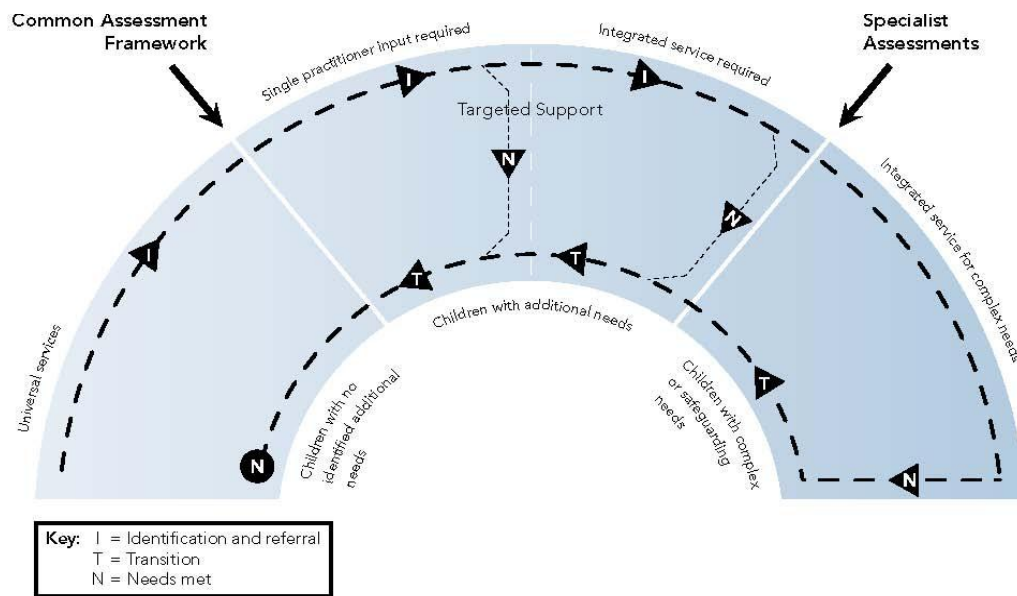 Common Assessment
Framework
Specialist
Assessments
Single practitioner input required
Integrated service required
I
I
Targeted Support
N
Integrated service for complex needs
N
I
T
T
Universal services
Children with additional needs
Children with no
identified additional
needs
Children with complex
or safeguarding
needs
T
N
N
Key: I = Identification and referral
T = Transition
N = Needs met